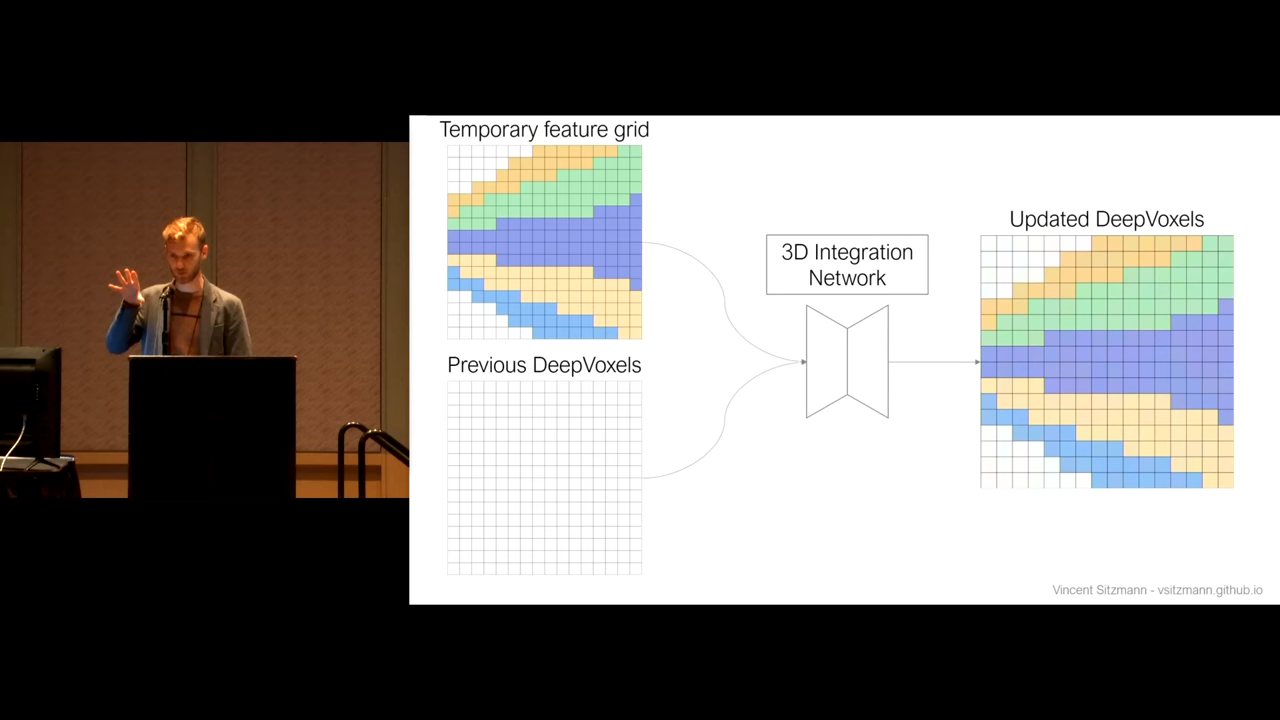 Temporary feature grid
Previous DeepVoxels
3D Integration
Network
Updated DeepVoxels
Vincent Sitzmann - vsitzmann.github.io